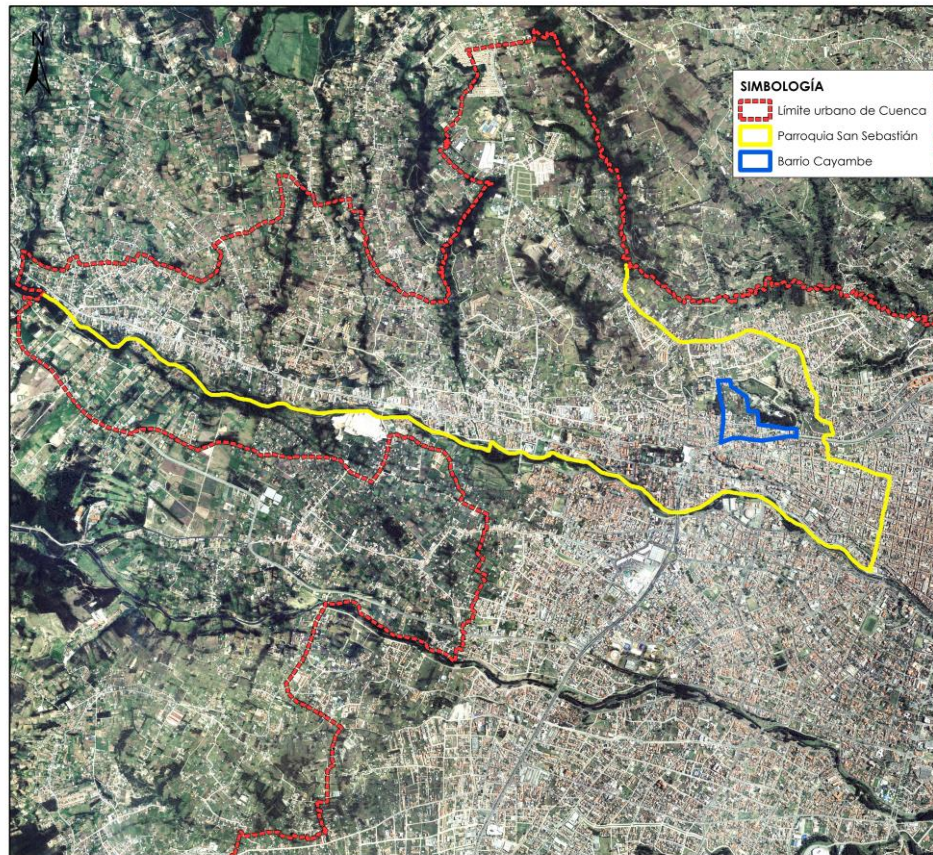 N
SIMBOLOGÍA
Límite urbano de Cuenca
Parroquia San Sebastián
Barrio Cayambe